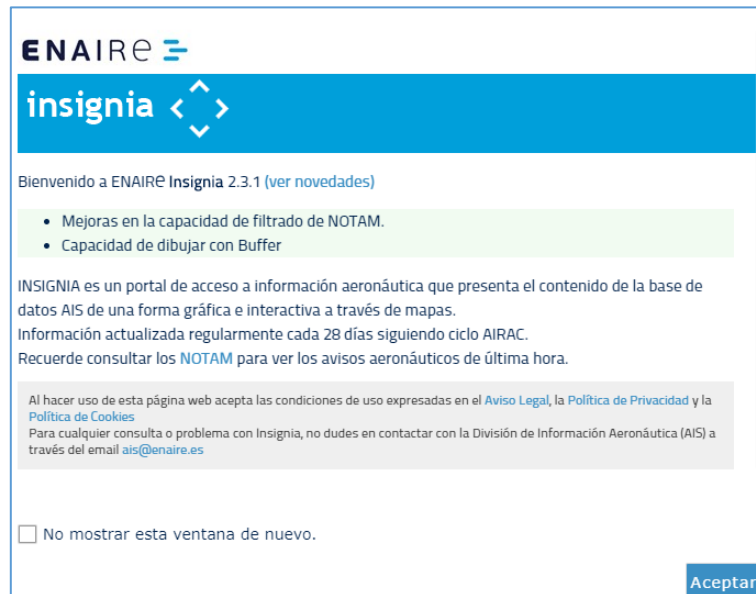 ENAIRe
insignia
Bienvenido a ENAIRe Insignia 2.3.1 (ver novedades)
• Mejoras en la capacidad de filtrado de NOTAM.
• Capacidad de dibujar con Buffer
INSIGNIA es un portal de acceso a información aeronáutica que presenta el contenido de la base de
datos AIS de una forma gráfica e interactiva a través de mapas.
Información actualizada regularmente cada 28 días siguiendo ciclo AIRAC.
Recuerde consultar los NOTAM para ver los avisos aeronáuticos de última hora.
Al hacer uso de esta página web acepta las condiciones de uso expresadas en el Aviso Legal, la Política de Privacidad y la
Política de Cookies
Para cualquier consulta o problema con Insignia, no dudes en contactar con la División de Información Aeronáutica (AIS) a
través del email ais@enaire.es
No mostrar esta ventana de nuevo.
Aceptar